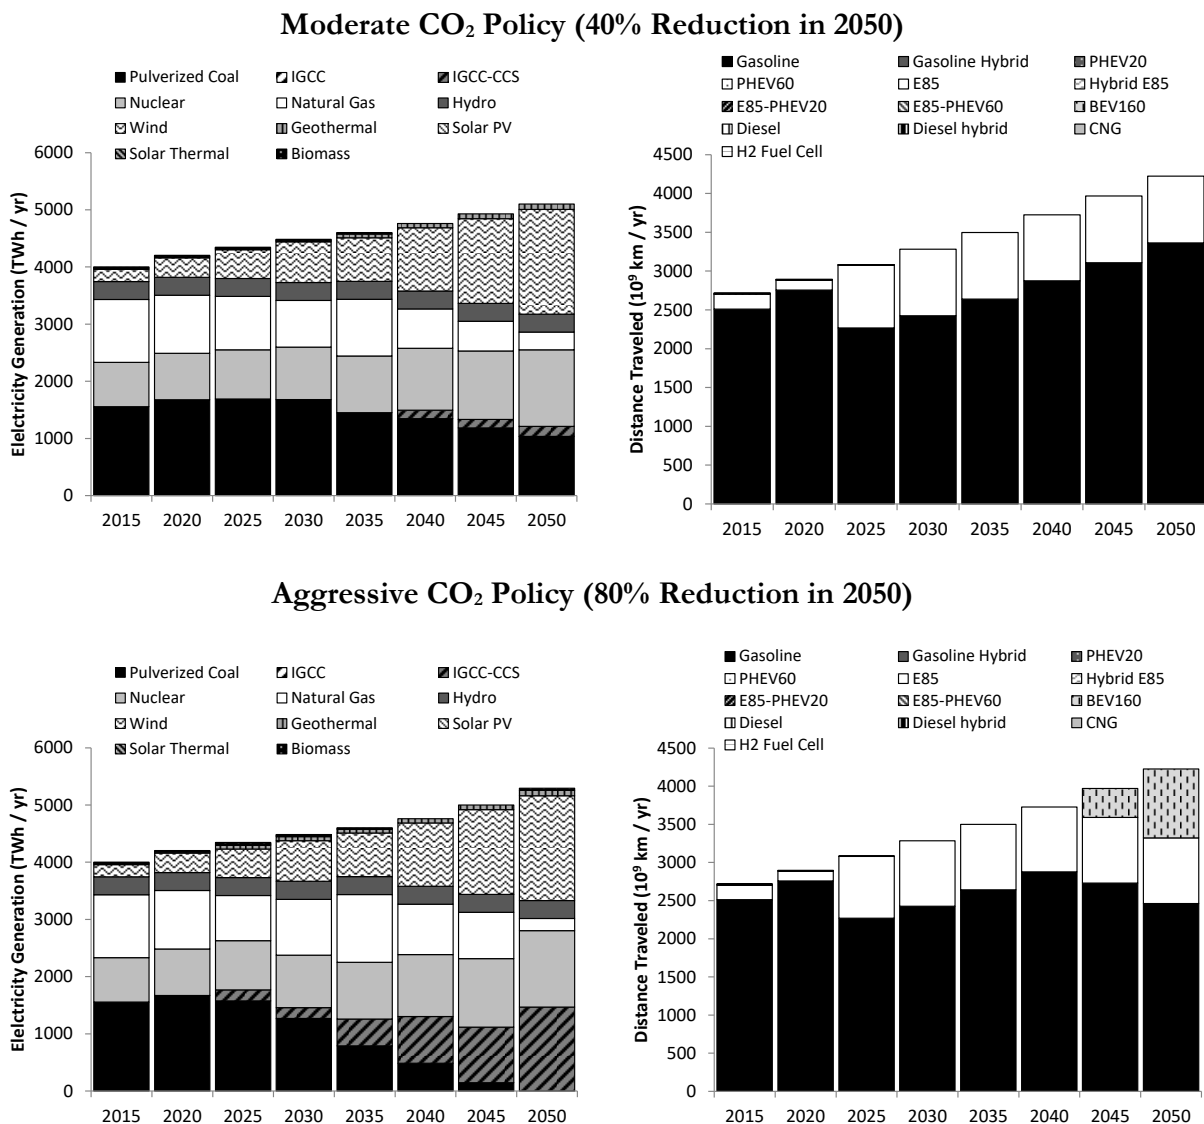 Moderate CO₂ Policy (40% Reduction in 2050)
Pulverized Coal IGCC IGCC-CCS
Nuclear Natural Gas Hydro
Wind Geothermal Solar PV
Solar Thermal Biomass
Elelctricity Generation (TWh / yr)
6000
5000
4000
3000
2000
1000
0
2015 2020 2025 2030 2035 2040 2045 2050
Gasoline Gasoline Hybrid PHEV20
PHEV60 E85 Hybrid E85
E85-PHEV20 E85-PHEV60 BEV160
Diesel Diesel hybrid CNG
H2 Fuel Cell
Distance Traveled (10⁹ km / yr)
4500
4000
3500
3000
2500
2000
1500
1000
500
0
2015 2020 2025 2030 2035 2040 2045 2050
Aggressive CO₂ Policy (80% Reduction in 2050)
Pulverized Coal IGCC IGCC-CCS
Nuclear Natural Gas Hydro
Wind Geothermal Solar PV
Solar Thermal Biomass
Elelctricity Generation (TWh / yr)
6000
5000
4000
3000
2000
1000
0
2015 2020 2025 2030 2035 2040 2045 2050
Gasoline Gasoline Hybrid PHEV20
PHEV60 E85 Hybrid E85
E85-PHEV20 E85-PHEV60 BEV160
Diesel Diesel hybrid CNG
H2 Fuel Cell
Distance Traveled (10⁹ km / yr)
4500
4000
3500
3000
2500
2000
1500
1000
500
0
2015 2020 2025 2030 2035 2040 2045 2050